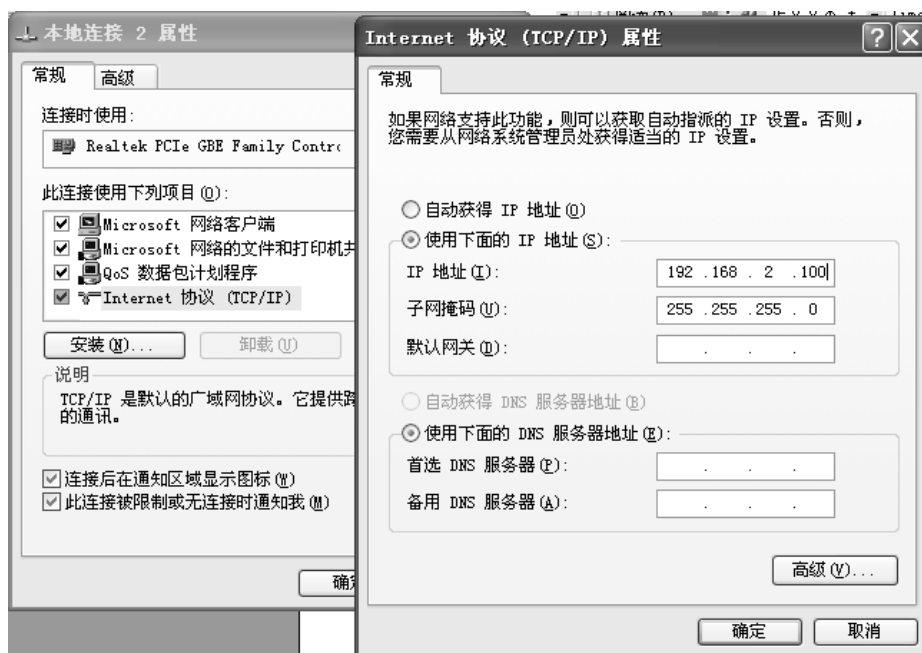 本地连接 2 属性
常规
高级
连接时使用:
Realtek PCIe GBE Family Contro
此连接使用下列项目(O):
Microsoft 网络客户端
Microsoft 网络的文件和打印机共
QoS 数据包计划程序
Internet 协议 (TCP/IP)
安装(N)...
卸载(U)
说明
TCP/IP 是默认的广域网协议。它提供跨
的通讯。
连接后在通知区域显示图标(W)
此连接被限制或无连接时通知我(M)
确定
Internet 协议 (TCP/IP) 属性
常规
如果网络支持此功能,则可以获取自动指派的 IP 设置。否则,
您需要从网络系统管理员处获得适当的 IP 设置。
自动获得 IP 地址(O)
使用下面的 IP 地址(S):
IP 地址(I): 192 .168 . 2 .100
子网掩码(U): 255 .255 .255 . 0
默认网关(D): . . .
自动获得 DNS 服务器地址(B)
使用下面的 DNS 服务器地址(E):
首选 DNS 服务器(P): . . .
备用 DNS 服务器(A): . . .
高级(V)...
确定
取消